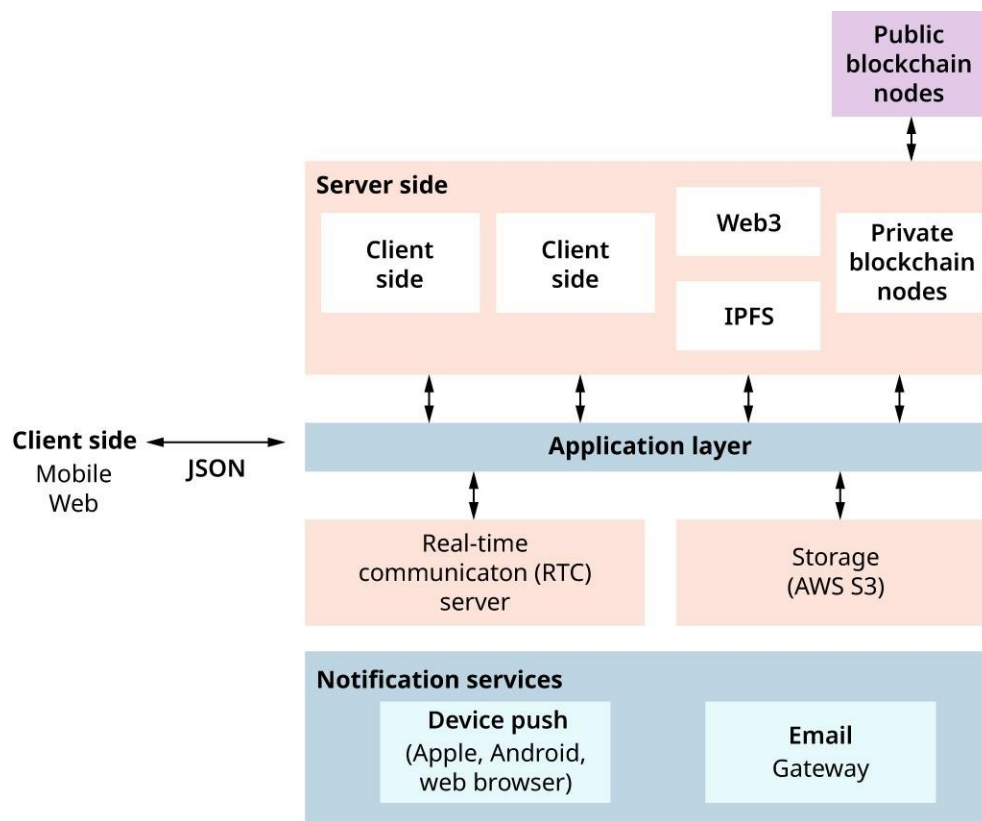 Public
blockchain
nodes
Server side
Client
side
Client
side
Web3
IPFS
Private
blockchain
nodes
Client side
Mobile
Web
JSON
Application layer
Real-time
communicaton (RTC)
server
Storage
(AWS S3)
Notification services
Device push
(Apple, Android,
web browser)
Email
Gateway